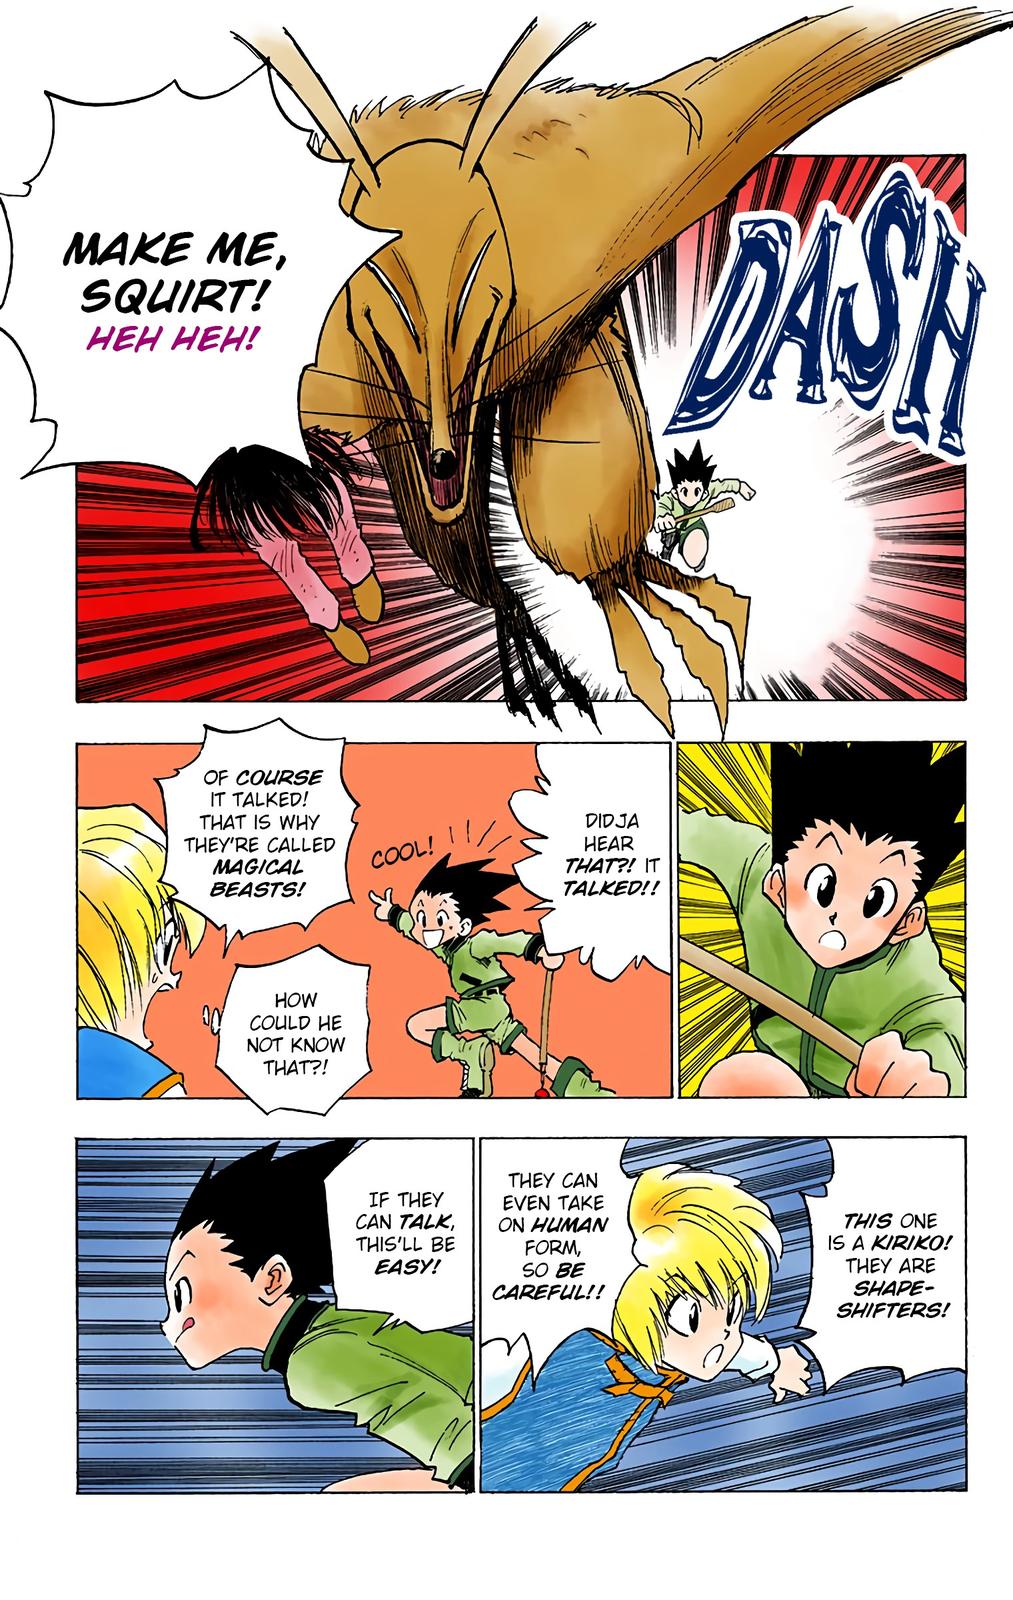 MAKE ME,
SQUIRT!
HEH HEH!
DASH
DIDJA
HEAR
THAT?! IT
TALKED!!
COOL!
OF COURSE
IT TALKED!
THAT IS WHY
THEY'RE CALLED
MAGICAL
BEASTS!
HOW
COULD HE
NOT KNOW
THAT?!
THIS ONE
IS A KIRIKO!
THEY ARE
SHAPE-
SHIFTERS!
THEY CAN
EVEN TAKE
ON HUMAN
FORM,
SO BE
CAREFUL!!
IF THEY
CAN TALK,
THIS'LL BE
EASY!